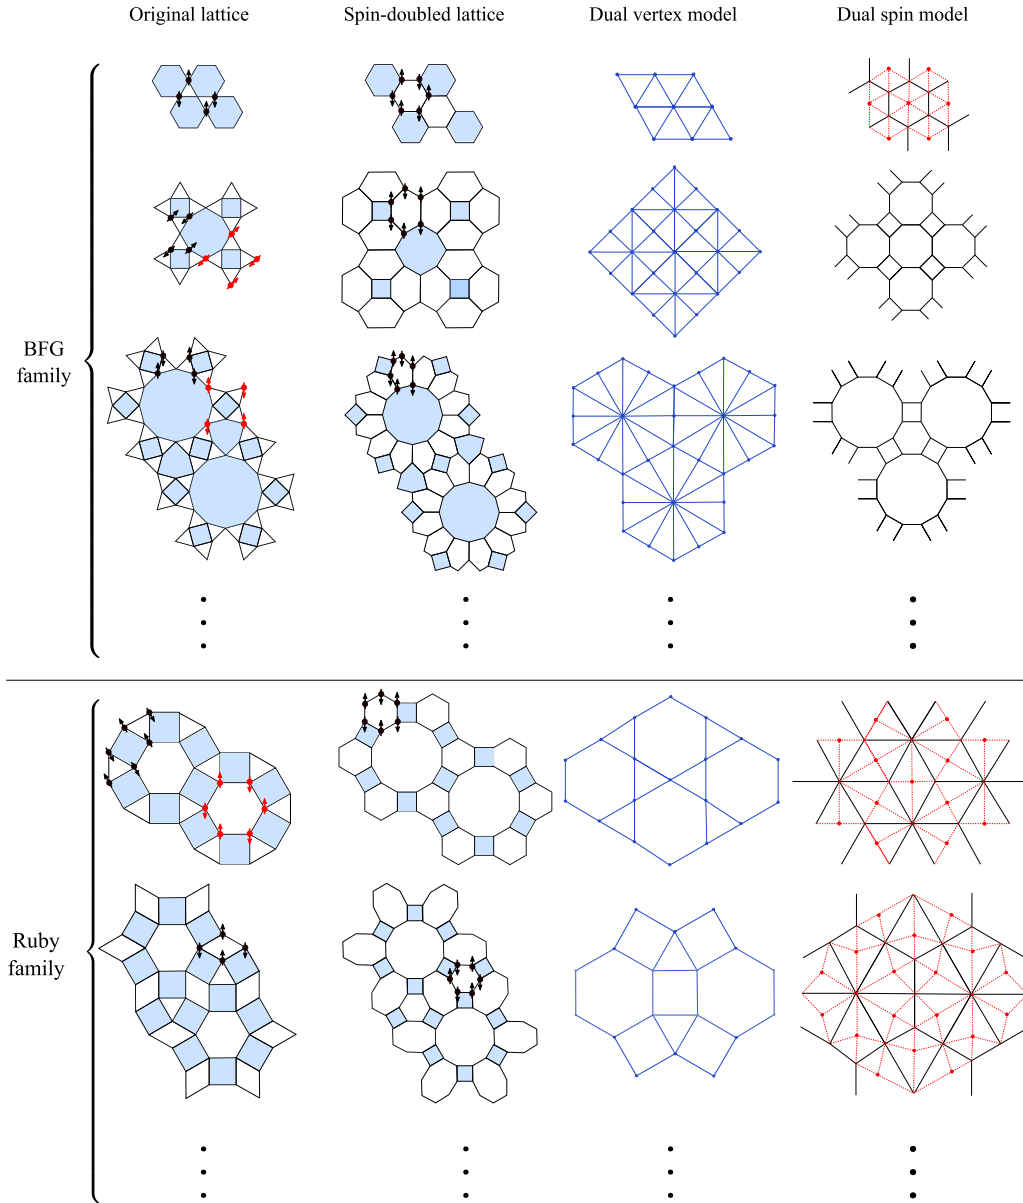 Original lattice
Spin-doubled lattice
Dual vertex model
Dual spin model
BFG
family
Ruby
family